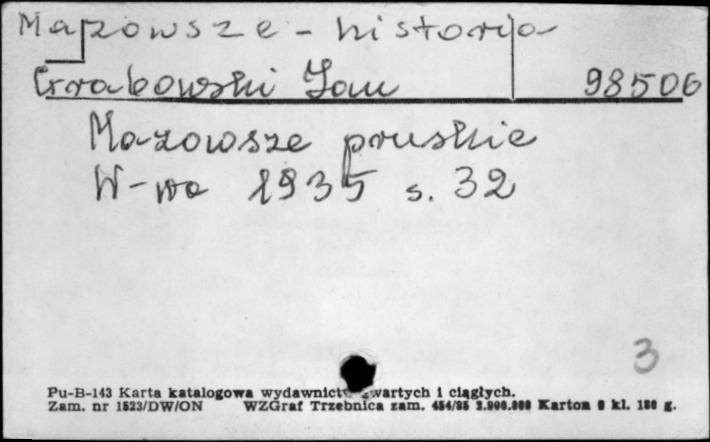 Mazowsze - historia
Grabowski Jan 98506
Mazowsze pruskie
W-wa 1935 s. 32
3
Pu-B-143 Karta katalogowa wydawnictw zwartych i ciągłych.
Zam. nr 1523/DW/ON WZGraf Trzebnica zam. 454/85 Karton kl. g.